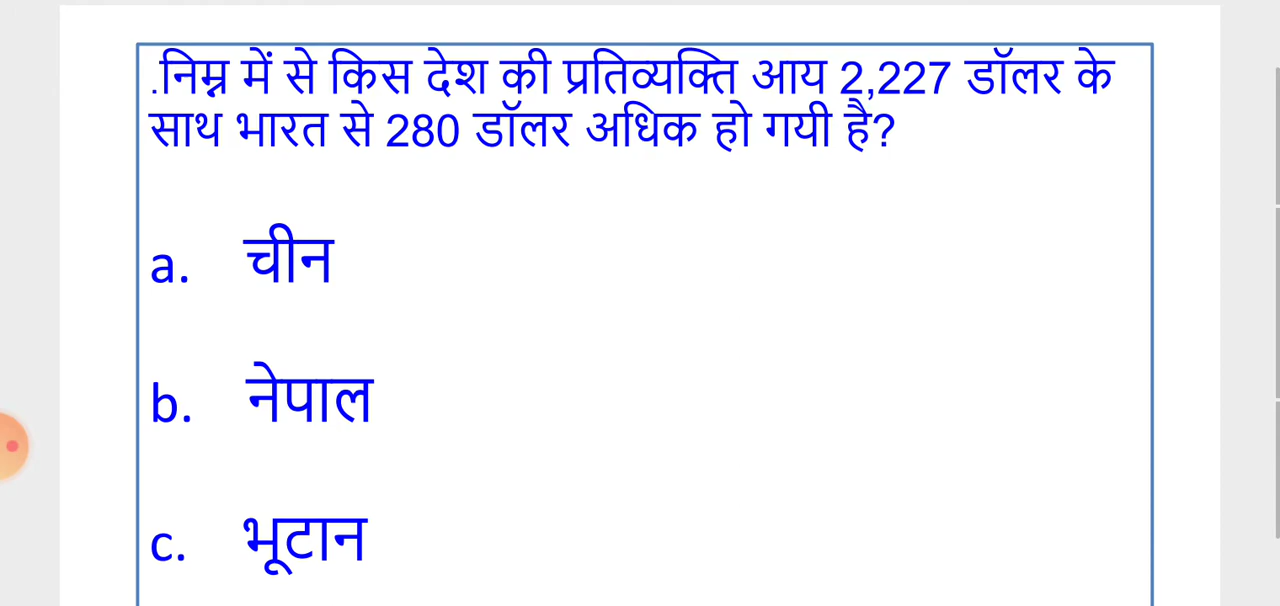 .निम्न में से किस देश की प्रतिव्यक्ति आय 2,227 डॉलर के
साथ भारत से 280 डॉलर अधिक हो गयी है?
a. चीन
b. नेपाल
c. भूटान